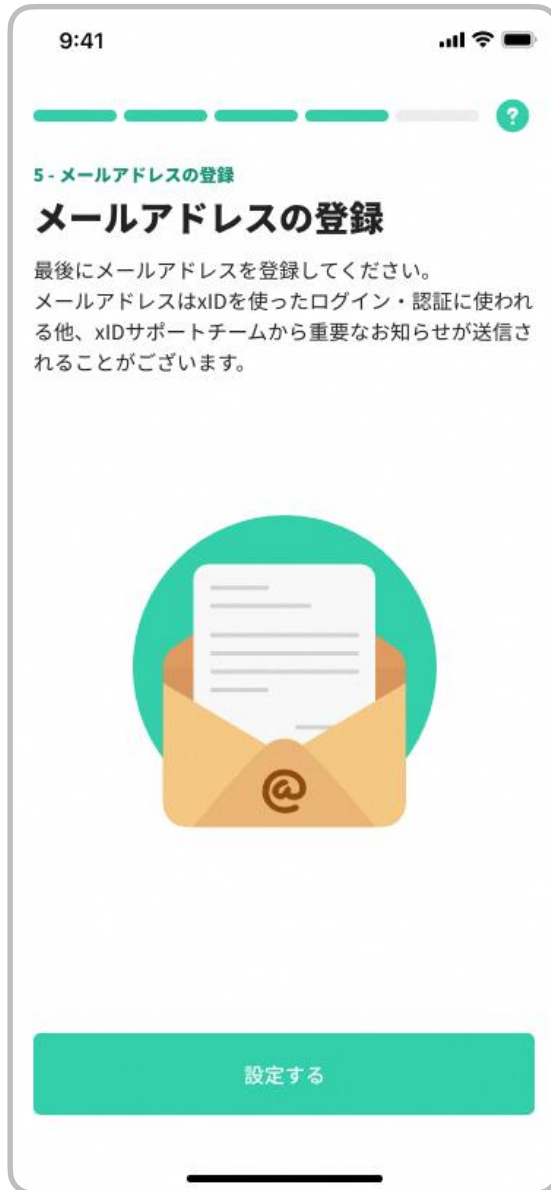 9:41
?
5 - メールアドレスの登録
メールアドレスの登録
最後にメールアドレスを登録してください。
メールアドレスはxIDを使ったログイン・認証に使われ
る他、xIDサポートチームから重要なお知らせが送信さ
れることがございます。
@
設定する